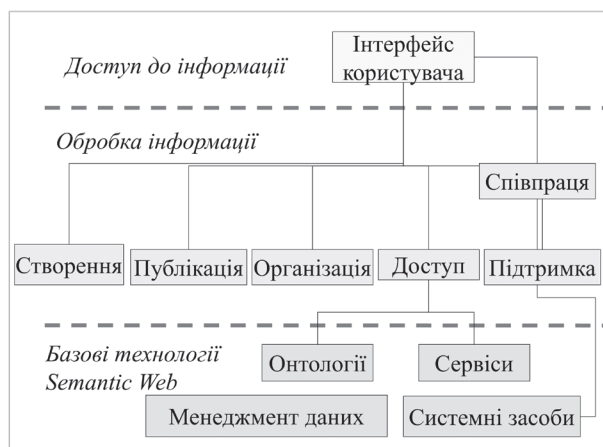 Інтерфейс
користувача
Доступ до інформації
Обробка інформації
Співпраця
Створення
Публікація
Організація
Доступ
Підтримка
Базові технології
Semantic Web
Онтології
Сервіси
Менеджмент даних
Системні засоби